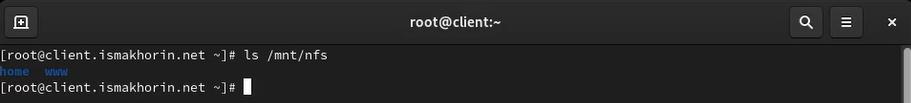 root@client:~
[root@client.ismakhorin.net ~]# ls /mnt/nfs
home  www
[root@client.ismakhorin.net ~]#